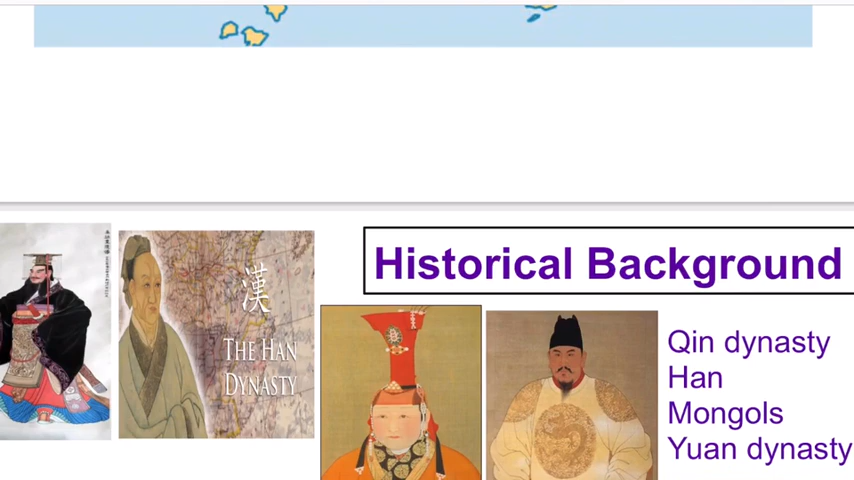 漢
THE HAN
DYNASTY
Historical Background
Qin dynasty
Han
Mongols
Yuan dynasty